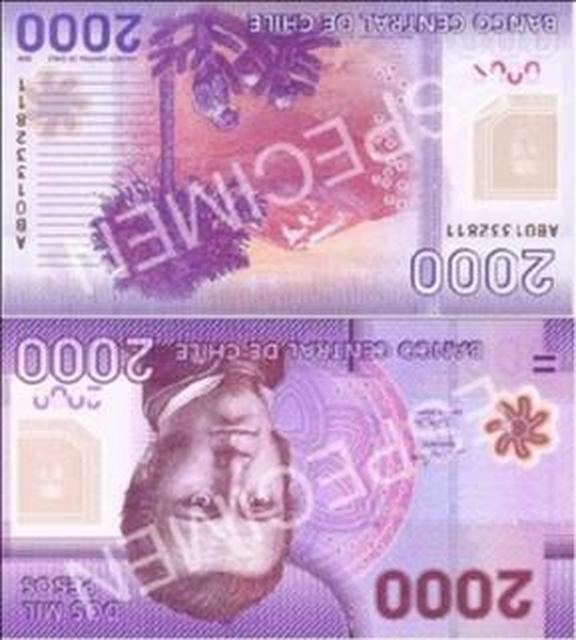 2000
DOS MIL
PESOS
SPECIMEN
BANCO CENTRAL DE CHILE
2000
2000
AB01332811
SPECIMEN
AB01332811
BANCO CENTRAL DE CHILE
2000